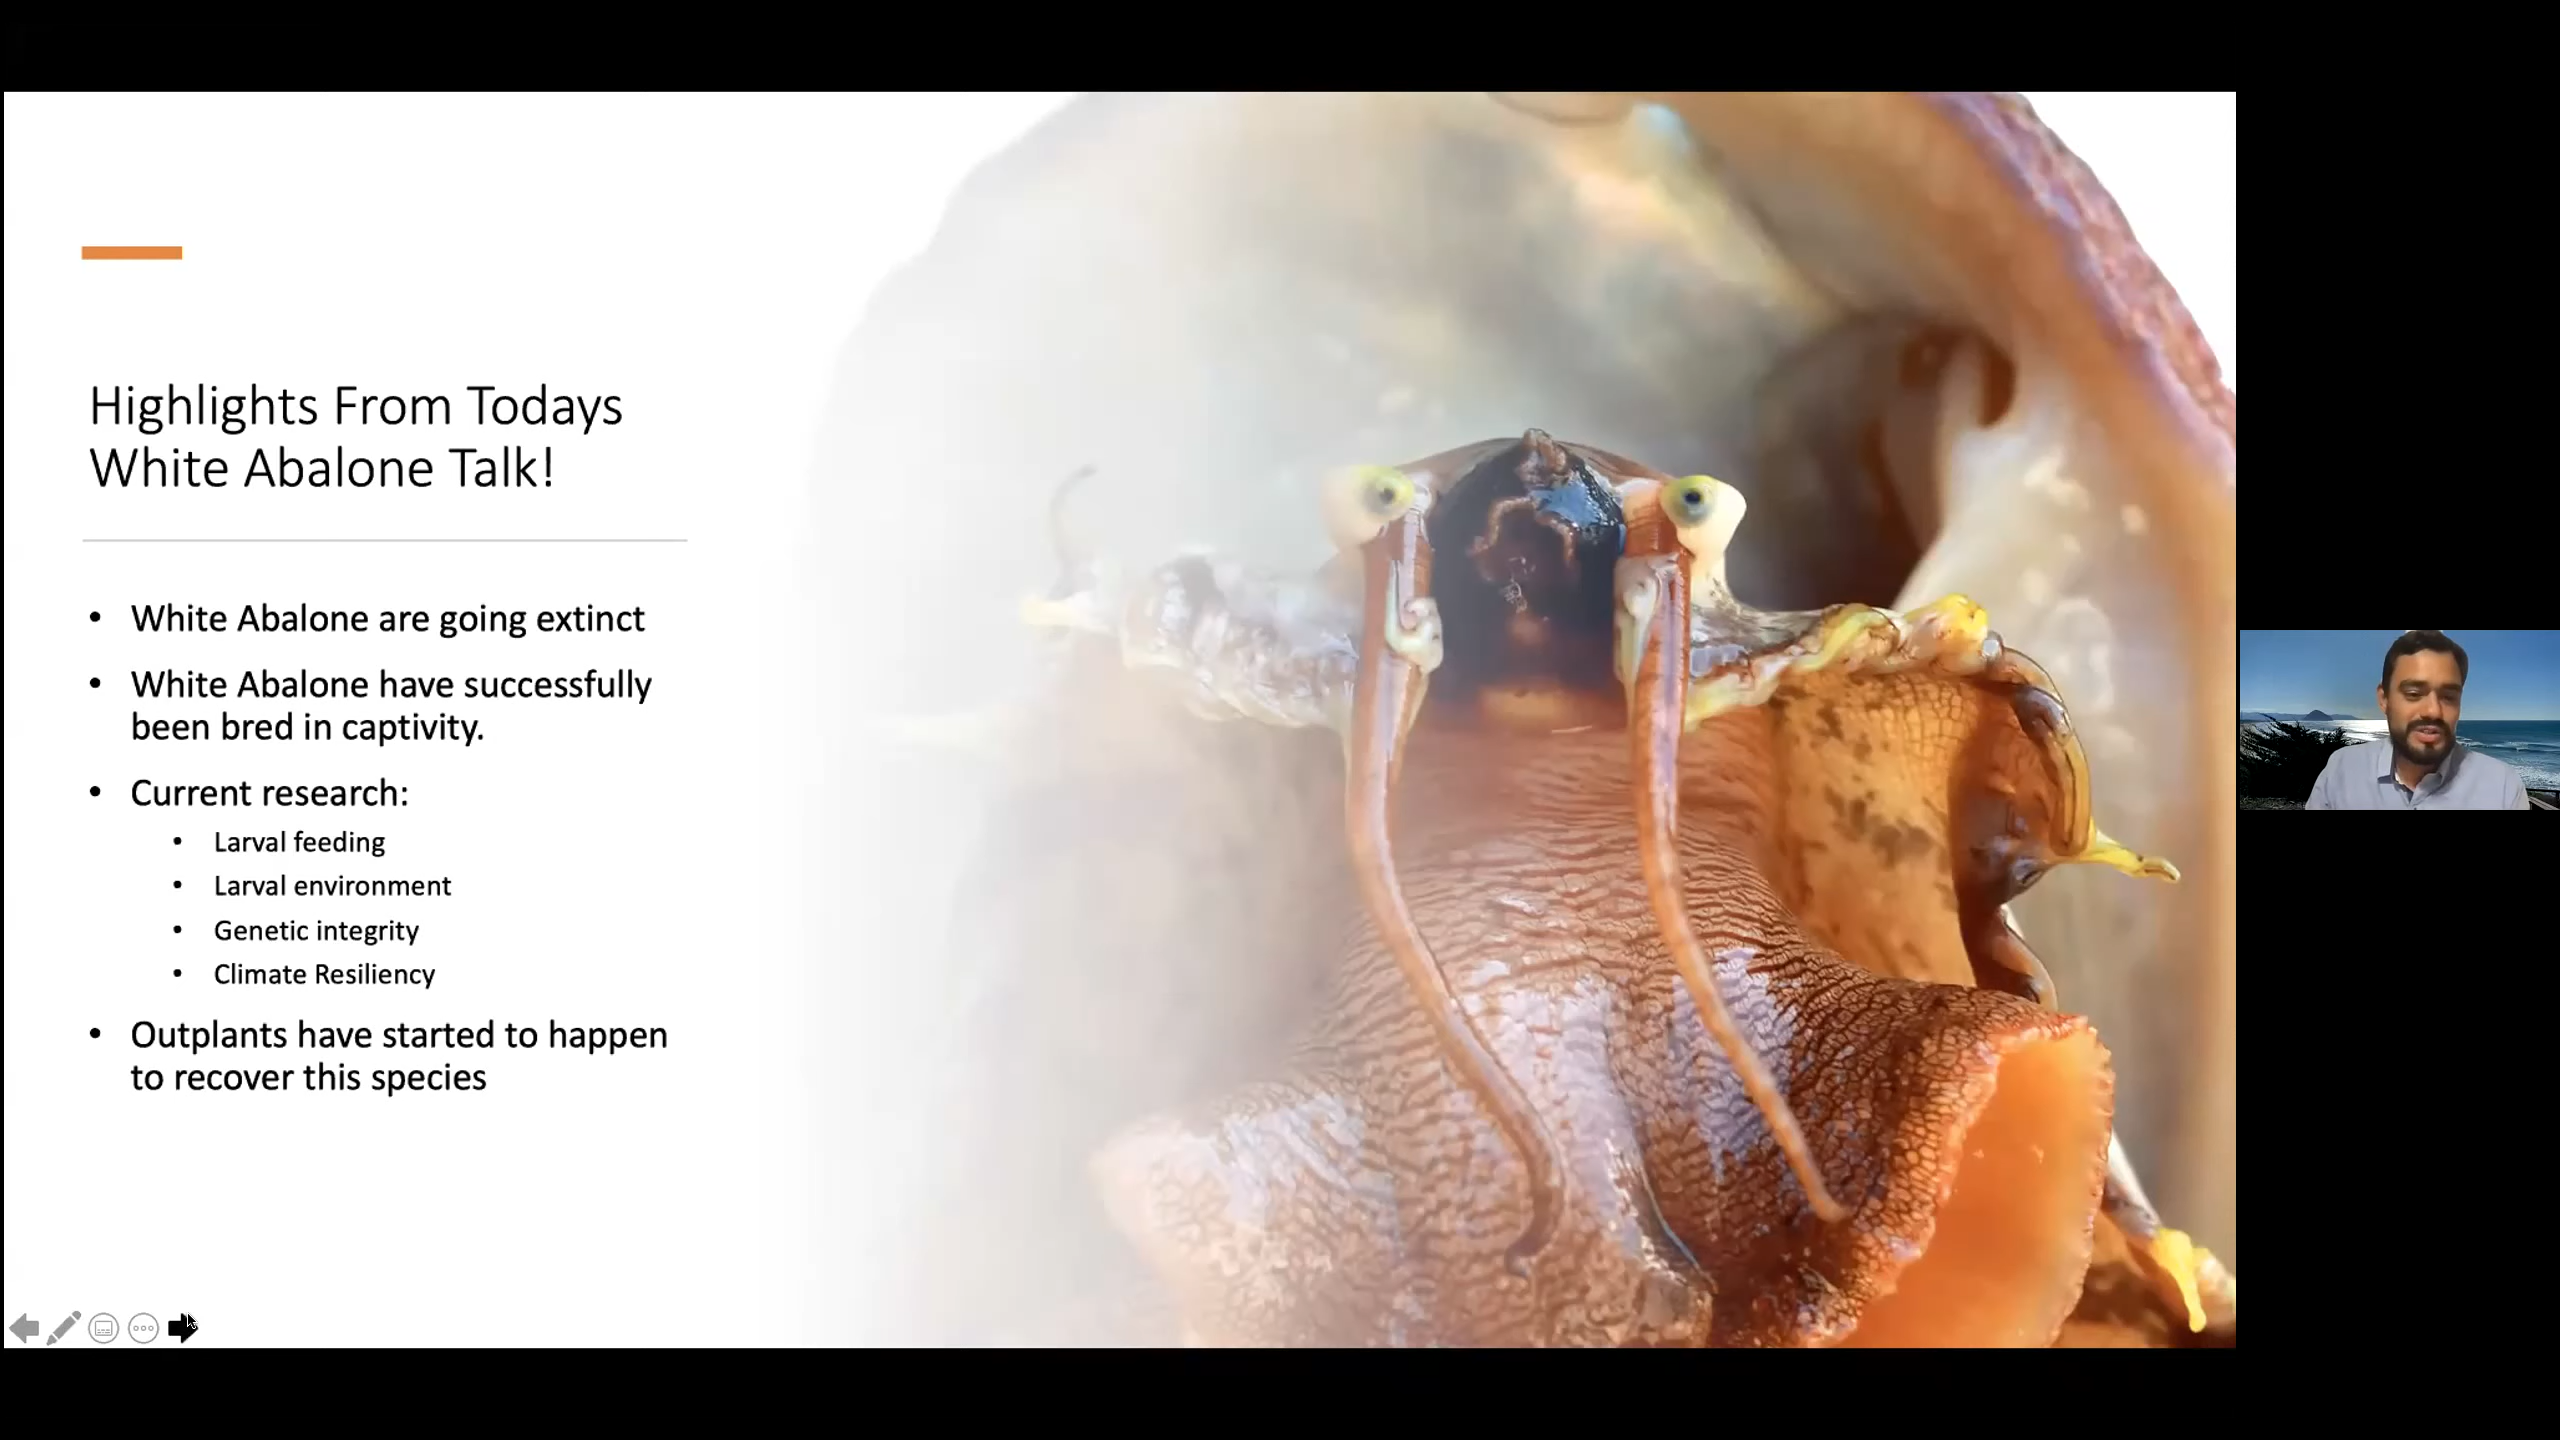 Highlights From Todays
White Abalone Talk!
• White Abalone are going extinct
• White Abalone have successfully
been bred in captivity.
• Current research:
• Larval feeding
• Larval environment
• Genetic integrity
• Climate Resiliency
• Outplants have started to happen
to recover this species